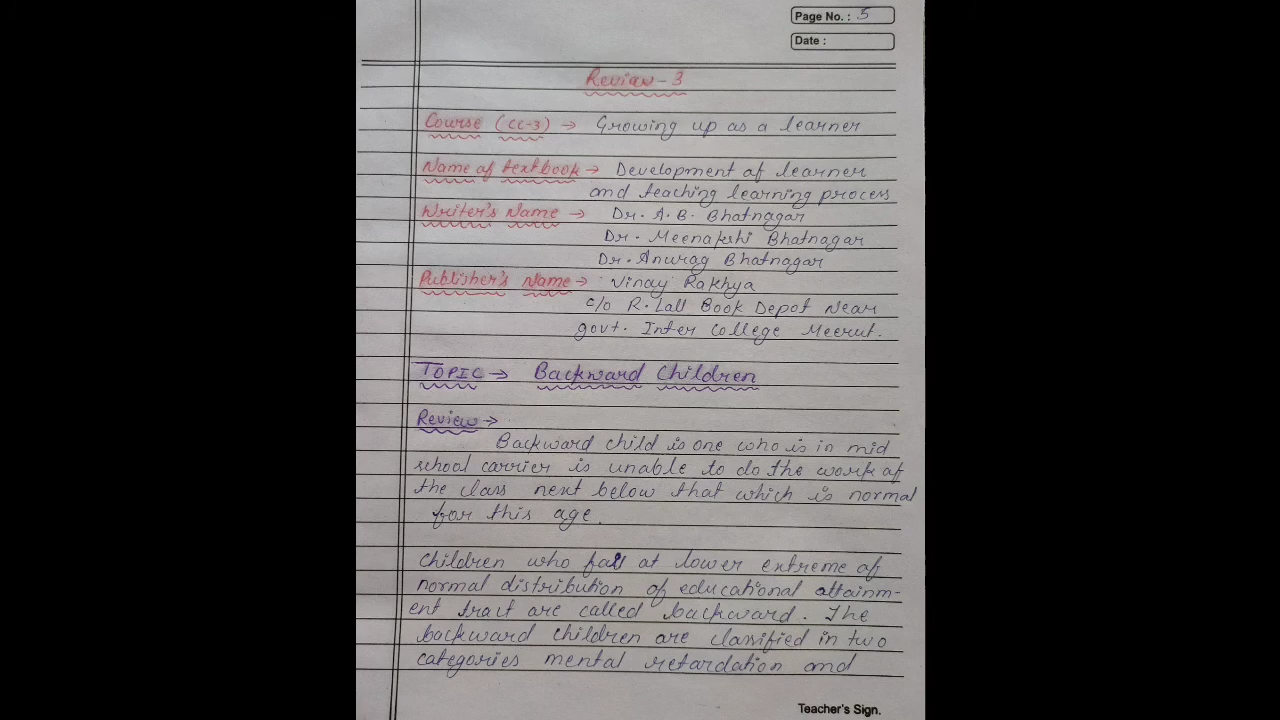 Page No. : 5
Date :
Review - 3
Course (CC-3) → Growing up as a learner
Name of textbook → Development of learner
and teaching learning process
Writer's Name → Dr. A. B. Bhatnagar
Dr. Meenakshi Bhatnagar
Dr. Anurag Bhatnagar
Publisher's Name → Vinay Rakhya
c/o R. Lall Book Depot Near
govt. Inter College Meerut.
TOPIC → Backward Children
Review →
Backward child is one who is in mid
school carrier is unable to do the work of
the class next below that which is normal
for this age.
Children who fall at lower extreme of
normal distribution of educational attainm-
ent tract are called backward. The
backward children are classified in two
categories mental retardation and
Teacher's Sign.